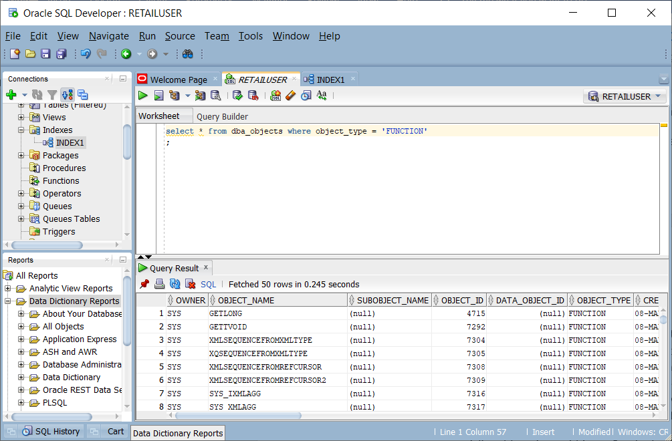 Oracle SQL Developer : RETAILUSER
File Edit View Navigate Run Source Team Tools Window Help
Connections
Welcome Page RETAILUSER INDEX1
RETAILUSER
Tables (Filtered)
Views
Indexes
INDEX1
Packages
Procedures
Functions
Operators
Queues
Queues Tables
Triggers
Worksheet Query Builder
select * from dba_objects where object_type = 'FUNCTION'
;
Reports
All Reports
Analytic View Reports
Data Dictionary Reports
About Your Database
All Objects
Application Express
ASH and AWR
Database Administra
Data Dictionary
Oracle REST Data Se
PLSQL
Query Result
SQL | Fetched 50 rows in 0.245 seconds
OWNER OBJECT_NAME SUBOBJECT_NAME OBJECT_ID DATA_OBJECT_ID OBJECT_TYPE CRE
1 SYS GETLONG (null) 4715 (null) FUNCTION 08-MA
2 SYS GETTVOID (null) 7292 (null) FUNCTION 08-MA
3 SYS XMLSEQUENCEFROMXMLTYPE (null) 7304 (null) FUNCTION 08-MA
4 SYS XQSEQUENCEFROMXMLTYPE (null) 7305 (null) FUNCTION 08-MA
5 SYS XMLSEQUENCEFROMREFCURSOR (null) 7308 (null) FUNCTION 08-MA
6 SYS XMLSEQUENCEFROMREFCURSOR2 (null) 7309 (null) FUNCTION 08-MA
7 SYS SYS_IXMLAGG (null) 7316 (null) FUNCTION 08-MA
8 SYS SYS_XMLAGG (null) 7317 (null) FUNCTION 08-MA
SQL History Cart Data Dictionary Reports
Line 1 Column 57 Insert Modified Windows: CR